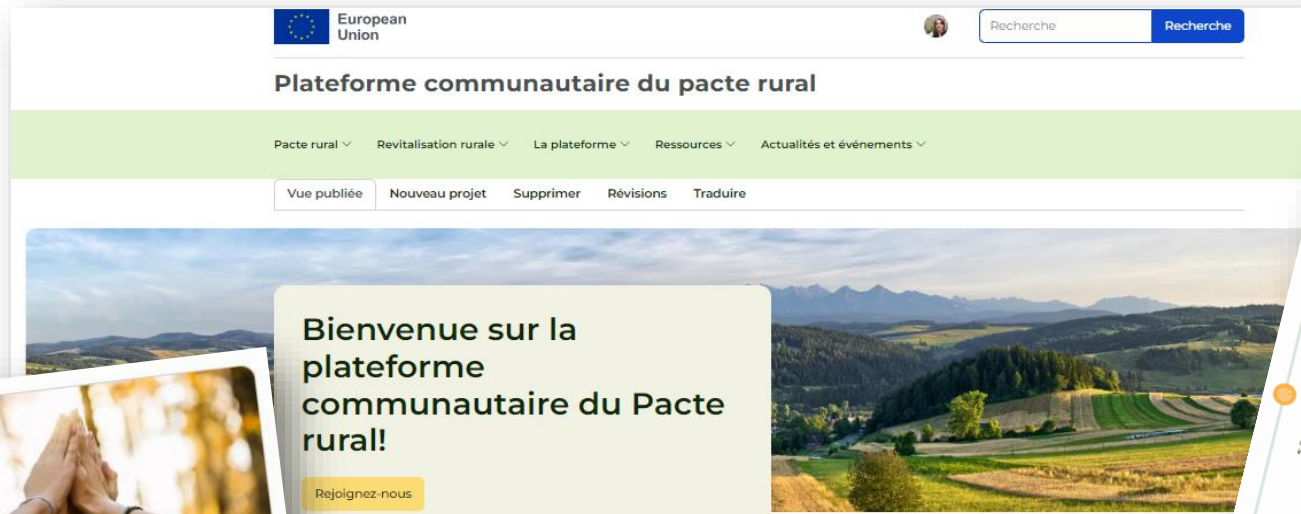 European
Union
Recherche
Recherche
Plateforme communautaire du pacte rural
Pacte rural
Revitalisation rurale
La plateforme
Ressources
Actualités et événements
Vue publiée
Nouveau projet
Supprimer
Révisions
Traduire
Bienvenue sur la
plateforme
communautaire du Pacte
rural!
Rejoignez-nous